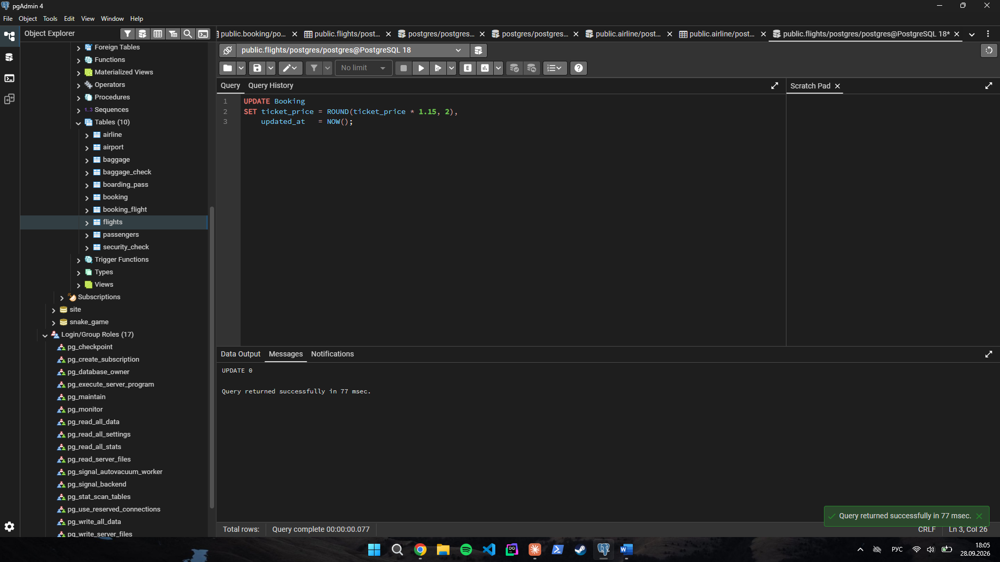 pgAdmin 4
File Object Tools Edit View Window Help
Object Explorer
public.booking/po...
public.flights/post...
postgres/postgres...
postgres/postgres...
public.airline/post...
public.airline/post...
public.flights/postgres/postgres@PostgreSQL 18*
public.flights/postgres/postgres@PostgreSQL 18
No limit
Query Query History
Scratch Pad
1 UPDATE Booking
2 SET ticket_price = ROUND(ticket_price * 1.15, 2),
3 updated_at = NOW();
Foreign Tables
Functions
Materialized Views
Operators
Procedures
1..3 Sequences
Tables (10)
airline
airport
baggage
baggage_check
boarding_pass
booking
booking_flight
flights
passengers
security_check
Trigger Functions
Types
Views
Subscriptions
site
snake_game
Login/Group Roles (17)
pg_checkpoint
pg_create_subscription
pg_database_owner
pg_execute_server_program
pg_maintain
pg_monitor
pg_read_all_data
pg_read_all_settings
pg_read_all_stats
pg_read_server_files
pg_signal_autovacuum_worker
pg_signal_backend
pg_stat_scan_tables
pg_use_reserved_connections
pg_write_all_data
pg_write_server_files
Data Output Messages Notifications
UPDATE 0
Query returned successfully in 77 msec.
Query returned successfully in 77 msec.
Total rows: Query complete 00:00:00.077
CRLF Ln 3, Col 26
DG
РУС
18:05
28.09.2026